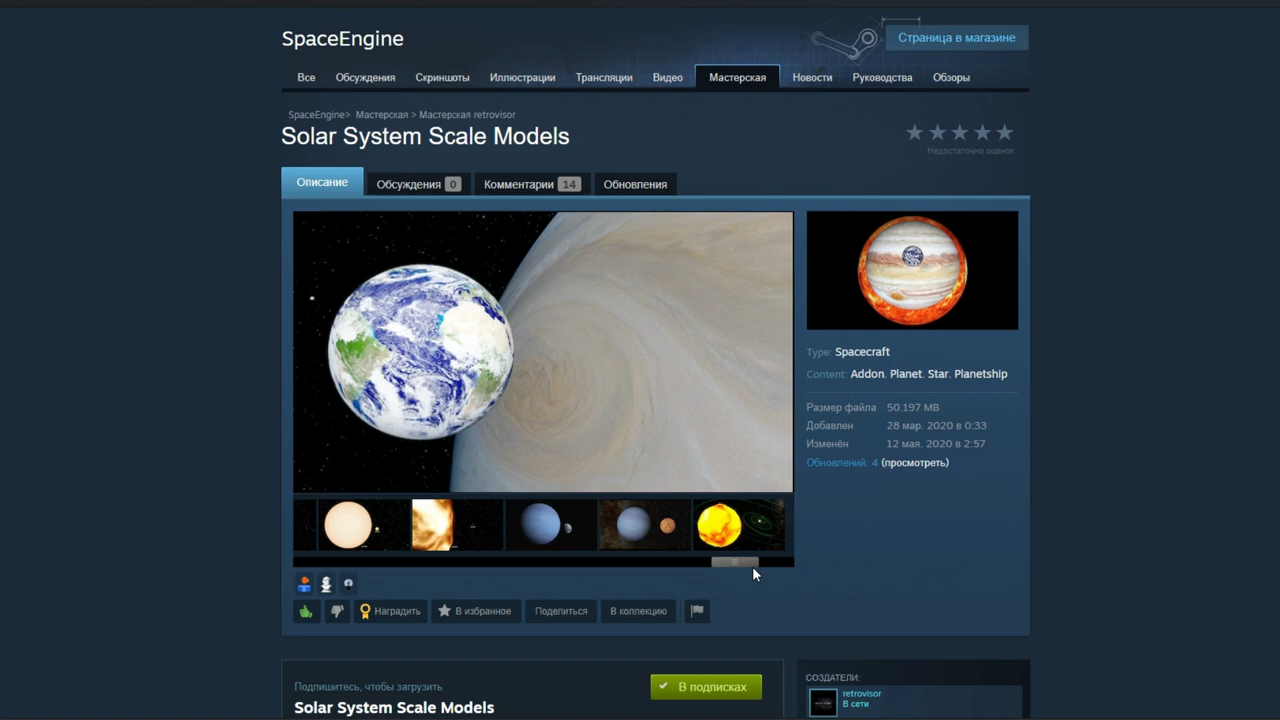 SpaceEngine
Страница в магазине
Все Обсуждения Скриншоты Иллюстрации Трансляции Видео Мастерская Новости Руководства Обзоры
SpaceEngine> Мастерская > Мастерская retrovisor
Solar System Scale Models
Недостаточно оценок
Описание Обсуждения 0 Комментарии 14 Обновления
Type: Spacecraft
Content: Addon, Planet, Star, Planetship
Размер файла 50.197 MB
Добавлен 28 мар. 2020 в 0:33
Изменён 12 мая. 2020 в 2:57
Обновлений: 4 (просмотреть)
Наградить В избранное Поделиться В коллекцию
Подпишитесь, чтобы загрузить
Solar System Scale Models
В подписках
СОЗДАТЕЛИ:
retrovisor
В сети